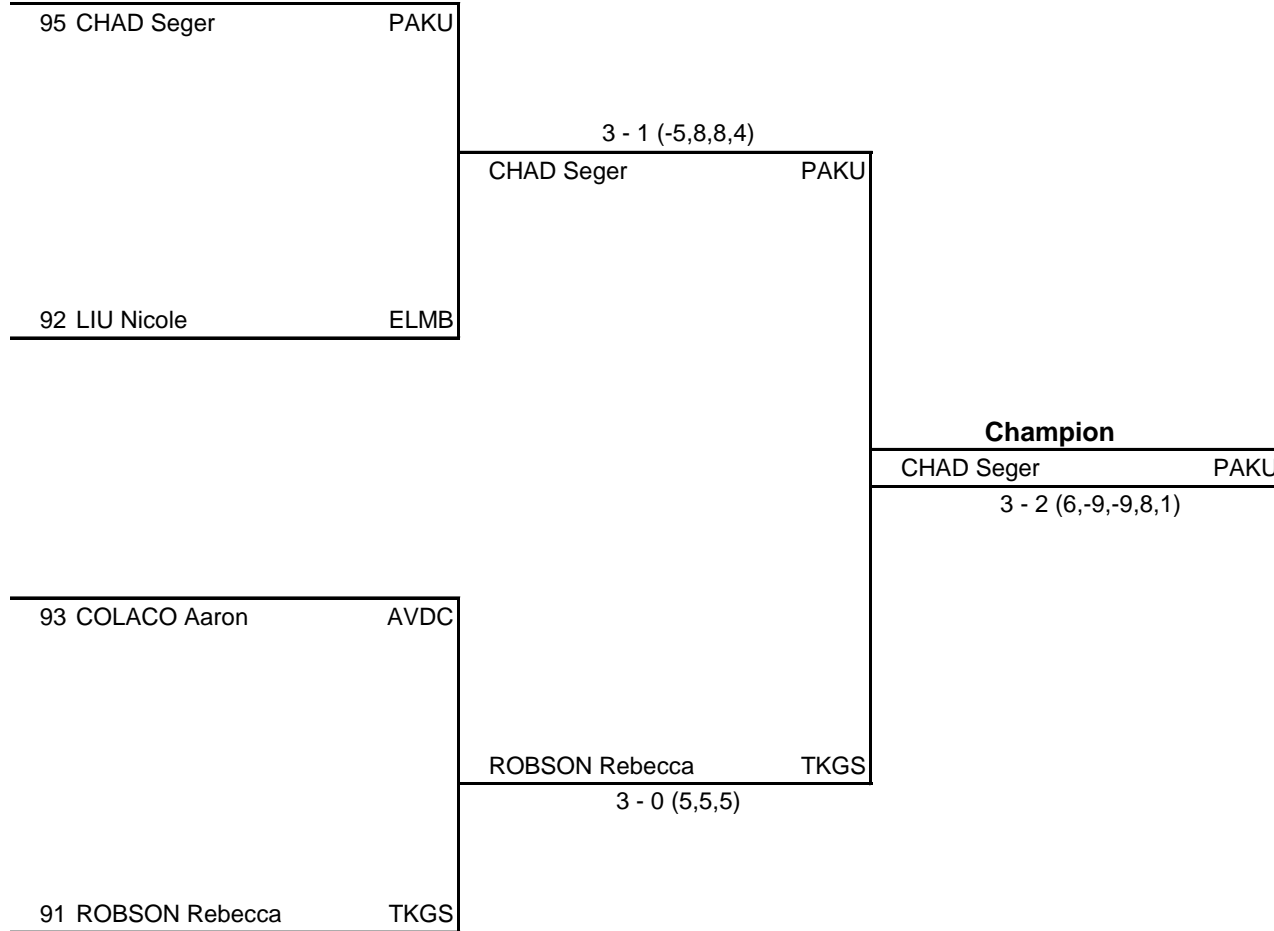 95 CHAD Seger PAKU
3 - 1 (-5,8,8,4)
CHAD Seger PAKU
92 LIU Nicole ELMB
Champion
CHAD Seger PAKU
3 - 2 (6,-9,-9,8,1)
93 COLACO Aaron AVDC
ROBSON Rebecca TKGS
3 - 0 (5,5,5)
91 ROBSON Rebecca TKGS